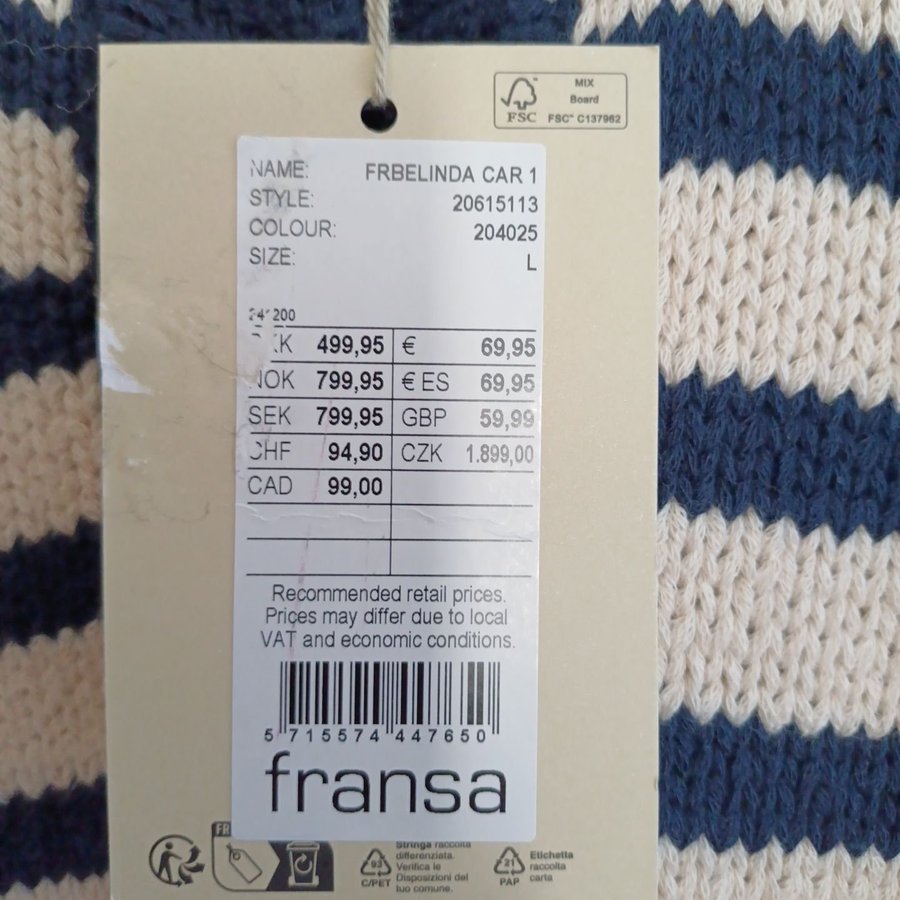 MIX
Board
FSC™ C137962
FSC
NAME: FRBELINDA CAR 1
STYLE: 20615113
COLOUR: 204025
SIZE: L
200
499,95 € 69,95
NOK 799,95 € ES 69,95
SEK 799,95 GBP 59,99
CHF 94,90 CZK 1.899,00
CAD 99,00
Recommended retail prices.
Prices may differ due to local
VAT and economic conditions.
5 715574 447650
fransa
FR
Stringa raccolta
differenziata.
Verifica le
Disposizioni del
tuo comune.
93
C/PET
21
PAP
Etichetta
raccolta
carta